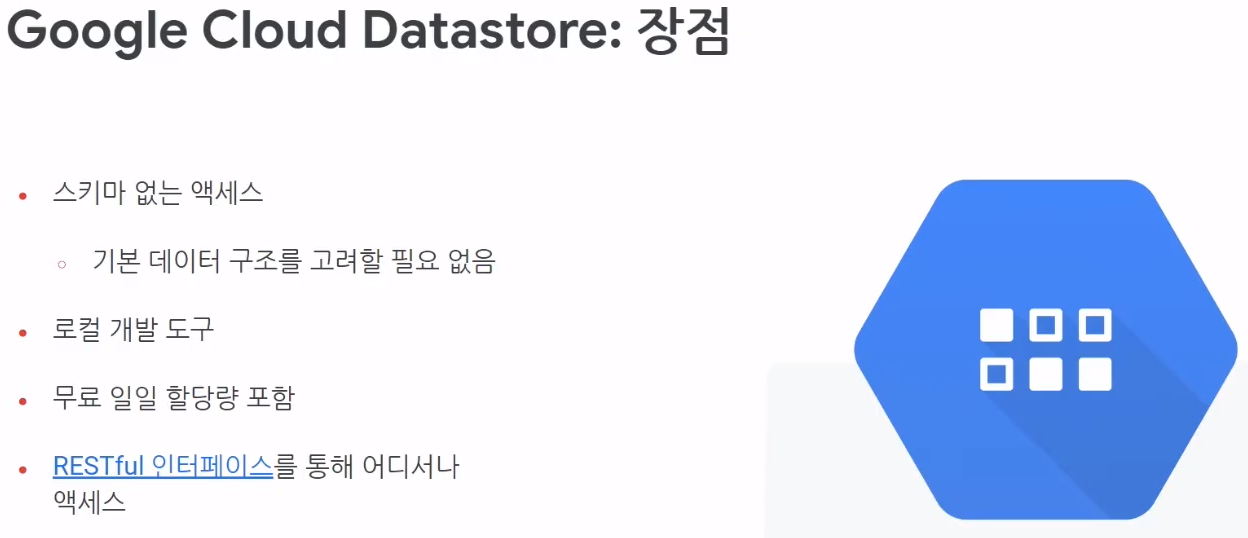 Google Cloud Datastore: 장점
스키마 없는 액세스
기본 데이터 구조를 고려할 필요 없음
로컬 개발 도구
무료 일일 할당량 포함
RESTful 인터페이스를 통해 어디서나
액세스